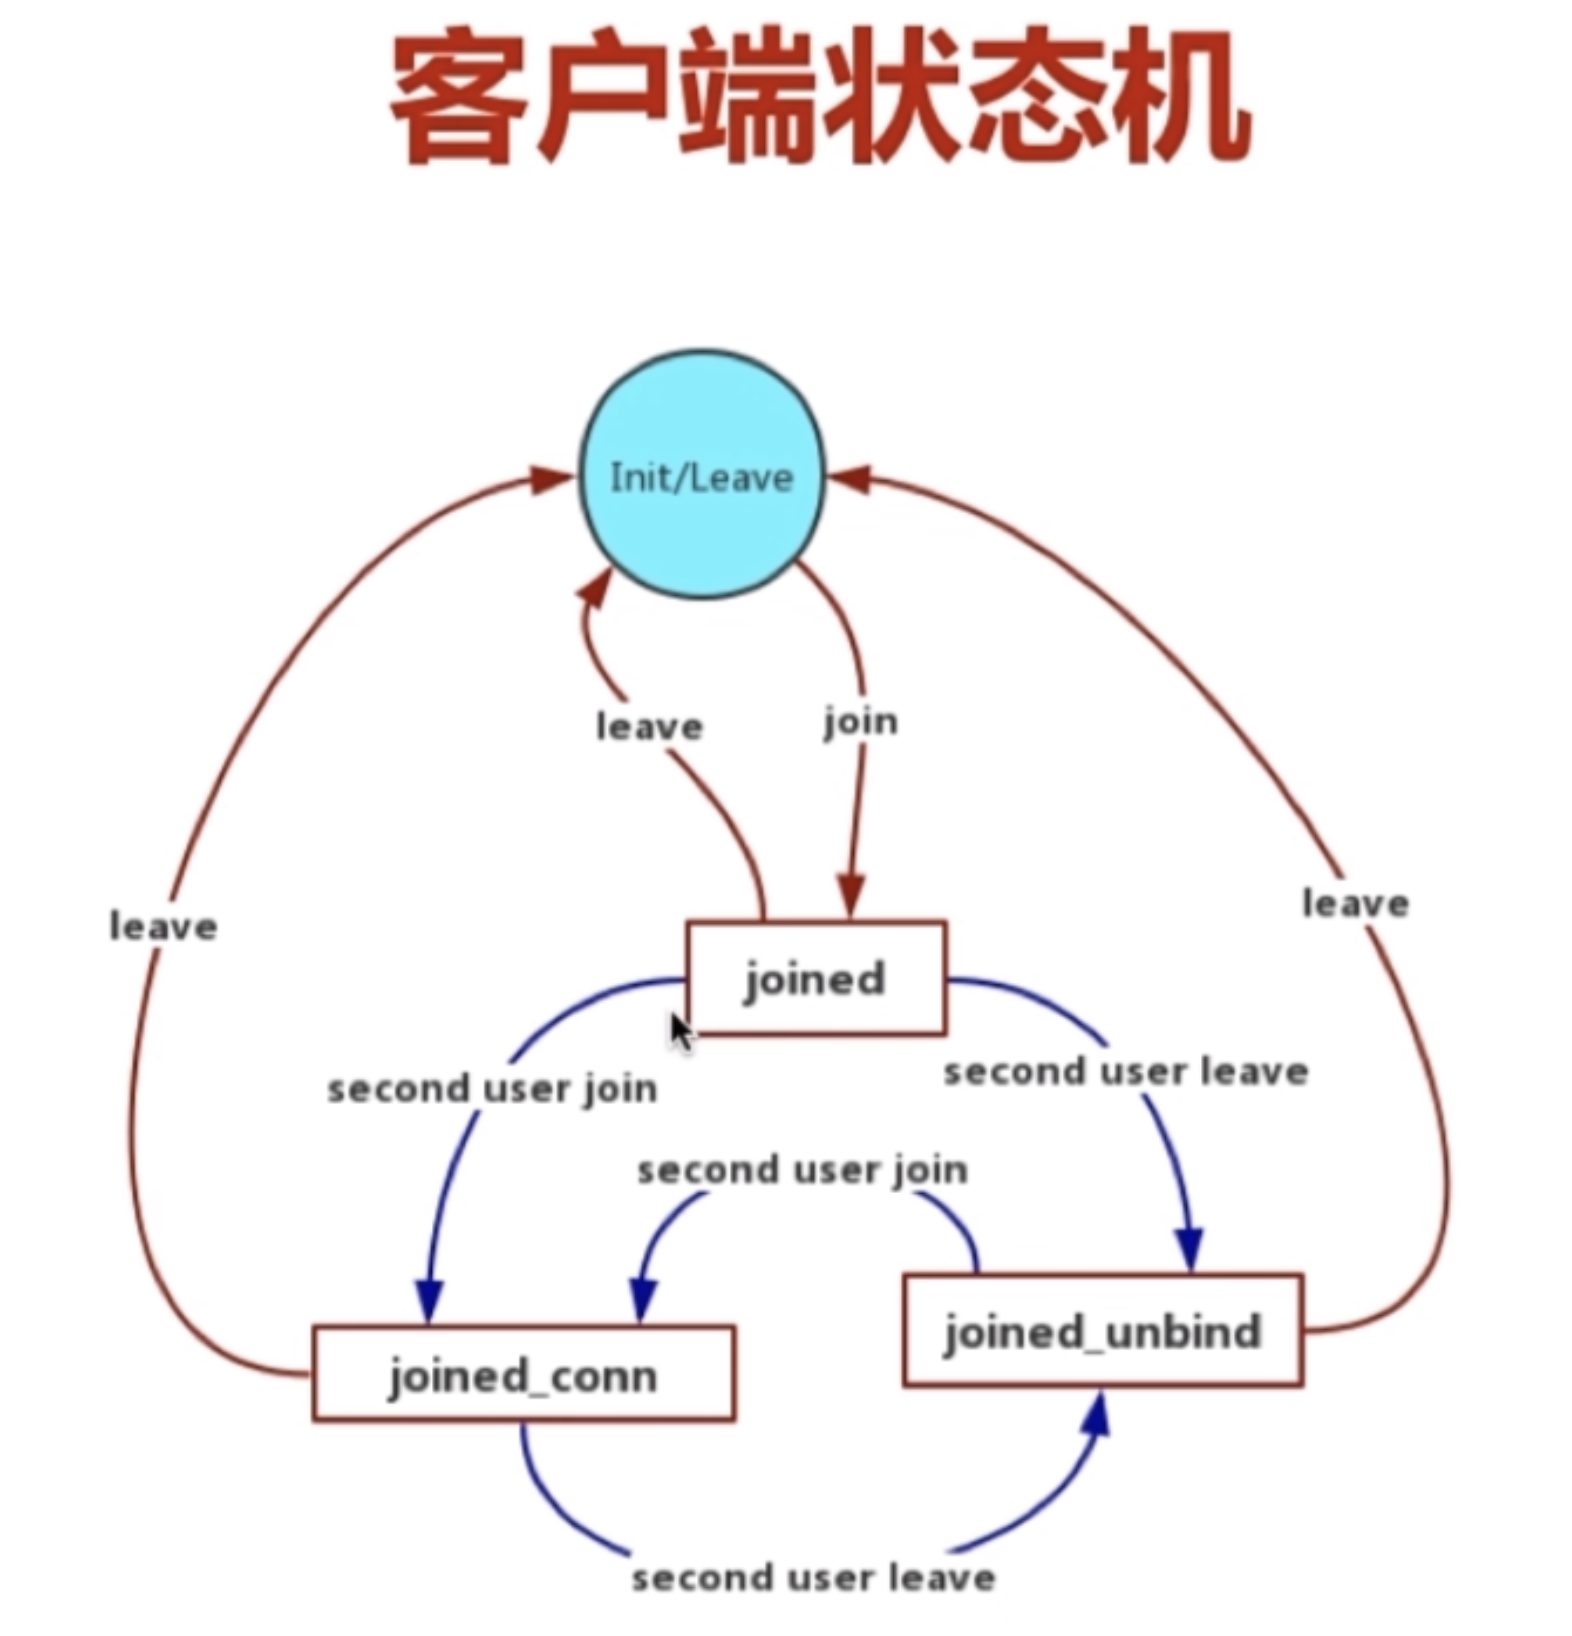 客户端状态机
Init/Leave
leave
join
leave
leave
joined
second user leave
second user join
second user join
joined_unbind
joined_conn
second user leave